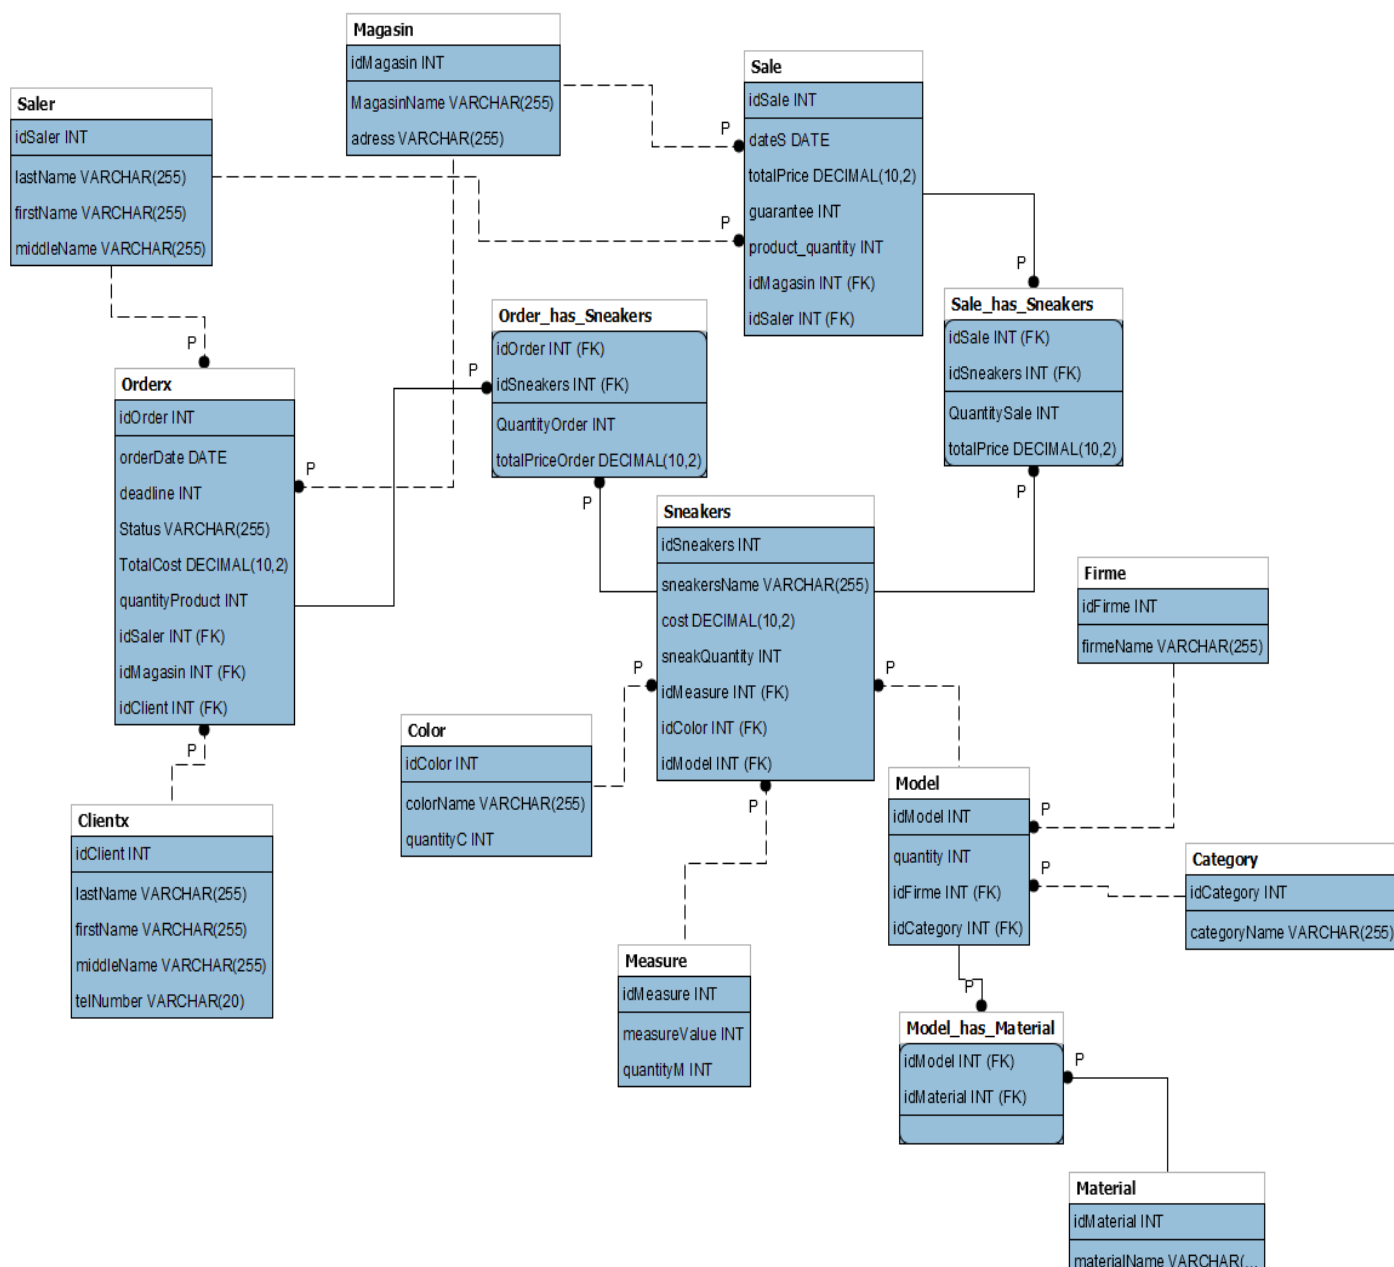 Magasin
idMagasin INT
MagasinName VARCHAR(255)
adress VARCHAR(255)
Sale
idSale INT
dateS DATE
totalPrice DECIMAL(10,2)
guarantee INT
product_quantity INT
idMagasin INT (FK)
idSaler INT (FK)
Saler
idSaler INT
lastName VARCHAR(255)
firstName VARCHAR(255)
middleName VARCHAR(255)
P
P
P
P
Order_has_Sneakers
idOrder INT (FK)
idSneakers INT (FK)
QuantityOrder INT
totalPriceOrder DECIMAL(10,2)
Sale_has_Sneakers
idSale INT (FK)
idSneakers INT (FK)
QuantitySale INT
totalPrice DECIMAL(10,2)
P
P
P
P
Orderx
idOrder INT
orderDate DATE
deadline INT
Status VARCHAR(255)
TotalCost DECIMAL(10,2)
quantityProduct INT
idSaler INT (FK)
idMagasin INT (FK)
idClient INT (FK)
Sneakers
idSneakers INT
sneakersName VARCHAR(255)
cost DECIMAL(10,2)
sneakQuantity INT
idMeasure INT (FK)
idColor INT (FK)
idModel INT (FK)
Firme
idFirme INT
firmeName VARCHAR(255)
P
P
P
P
Color
idColor INT
colorName VARCHAR(255)
quantityC INT
Clientx
idClient INT
lastName VARCHAR(255)
firstName VARCHAR(255)
middleName VARCHAR(255)
telNumber VARCHAR(20)
Model
idModel INT
quantity INT
idFirme INT (FK)
idCategory INT (FK)
P
P
Category
idCategory INT
categoryName VARCHAR(255)
Measure
idMeasure INT
measureValue INT
quantityM INT
P
Model_has_Material
idModel INT (FK)
idMaterial INT (FK)
P
Material
idMaterial INT
materialName VARCHAR(...